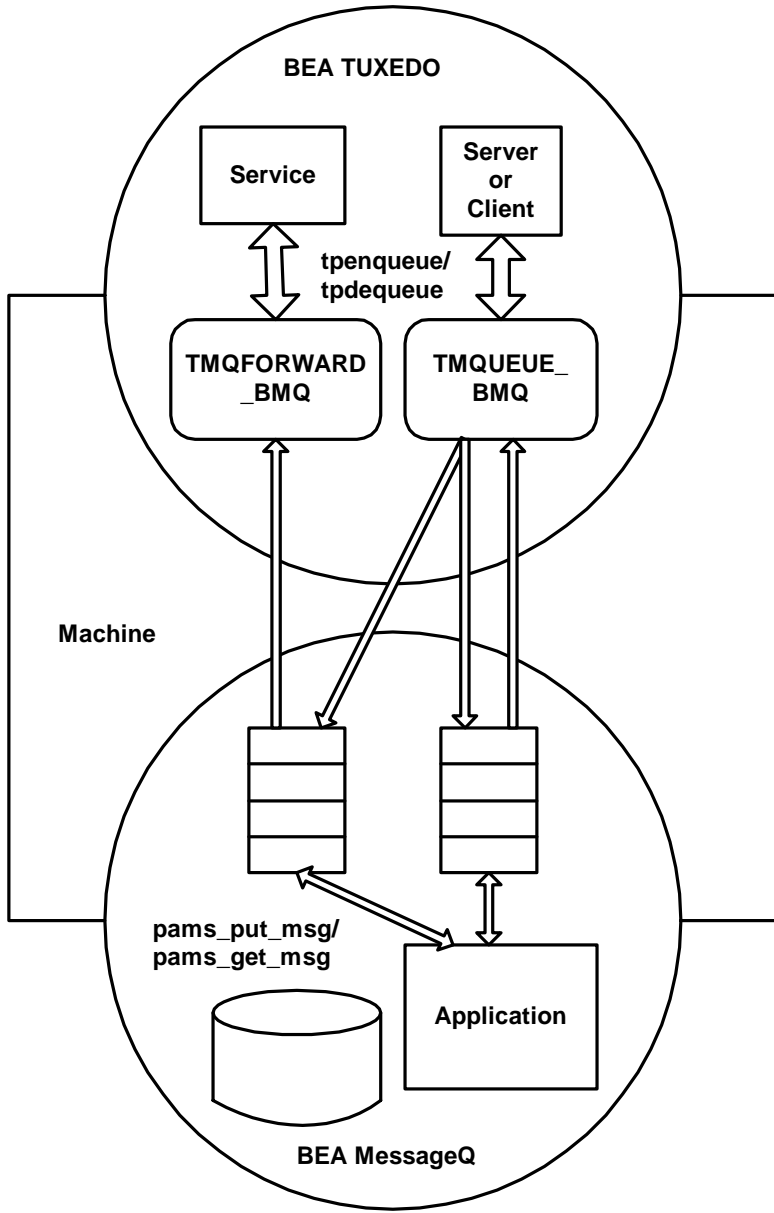 BEA TUXEDO
Service
Server
or
Client
tpenqueue/
tpdequeue
TMQFORWARD
_BMQ
TMQUEUE_
BMQ
Machine
pams_put_msg/
pams_get_msg
Application
BEA MessageQ